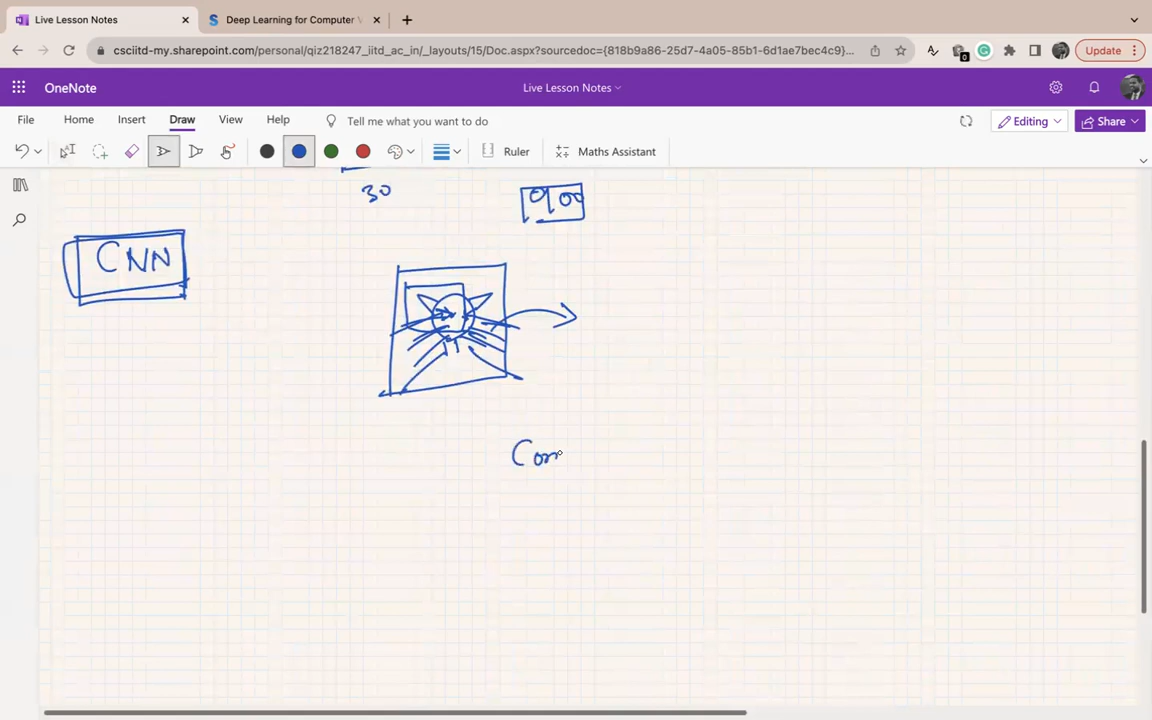 Live Lesson Notes
Deep Learning for Computer V
csciitd-my.sharepoint.com/personal/qiz218247_iitd_ac_in/_layouts/15/Doc.aspx?sourcedoc={818b9a86-25d7-4a05-85b1-6d1ae7bec4c9}...
0
Update
OneNote
Live Lesson Notes
File Home Insert Draw View Help Tell me what you want to do
Editing
Share
Ruler
Maths Assistant
30
900
CNN
Con